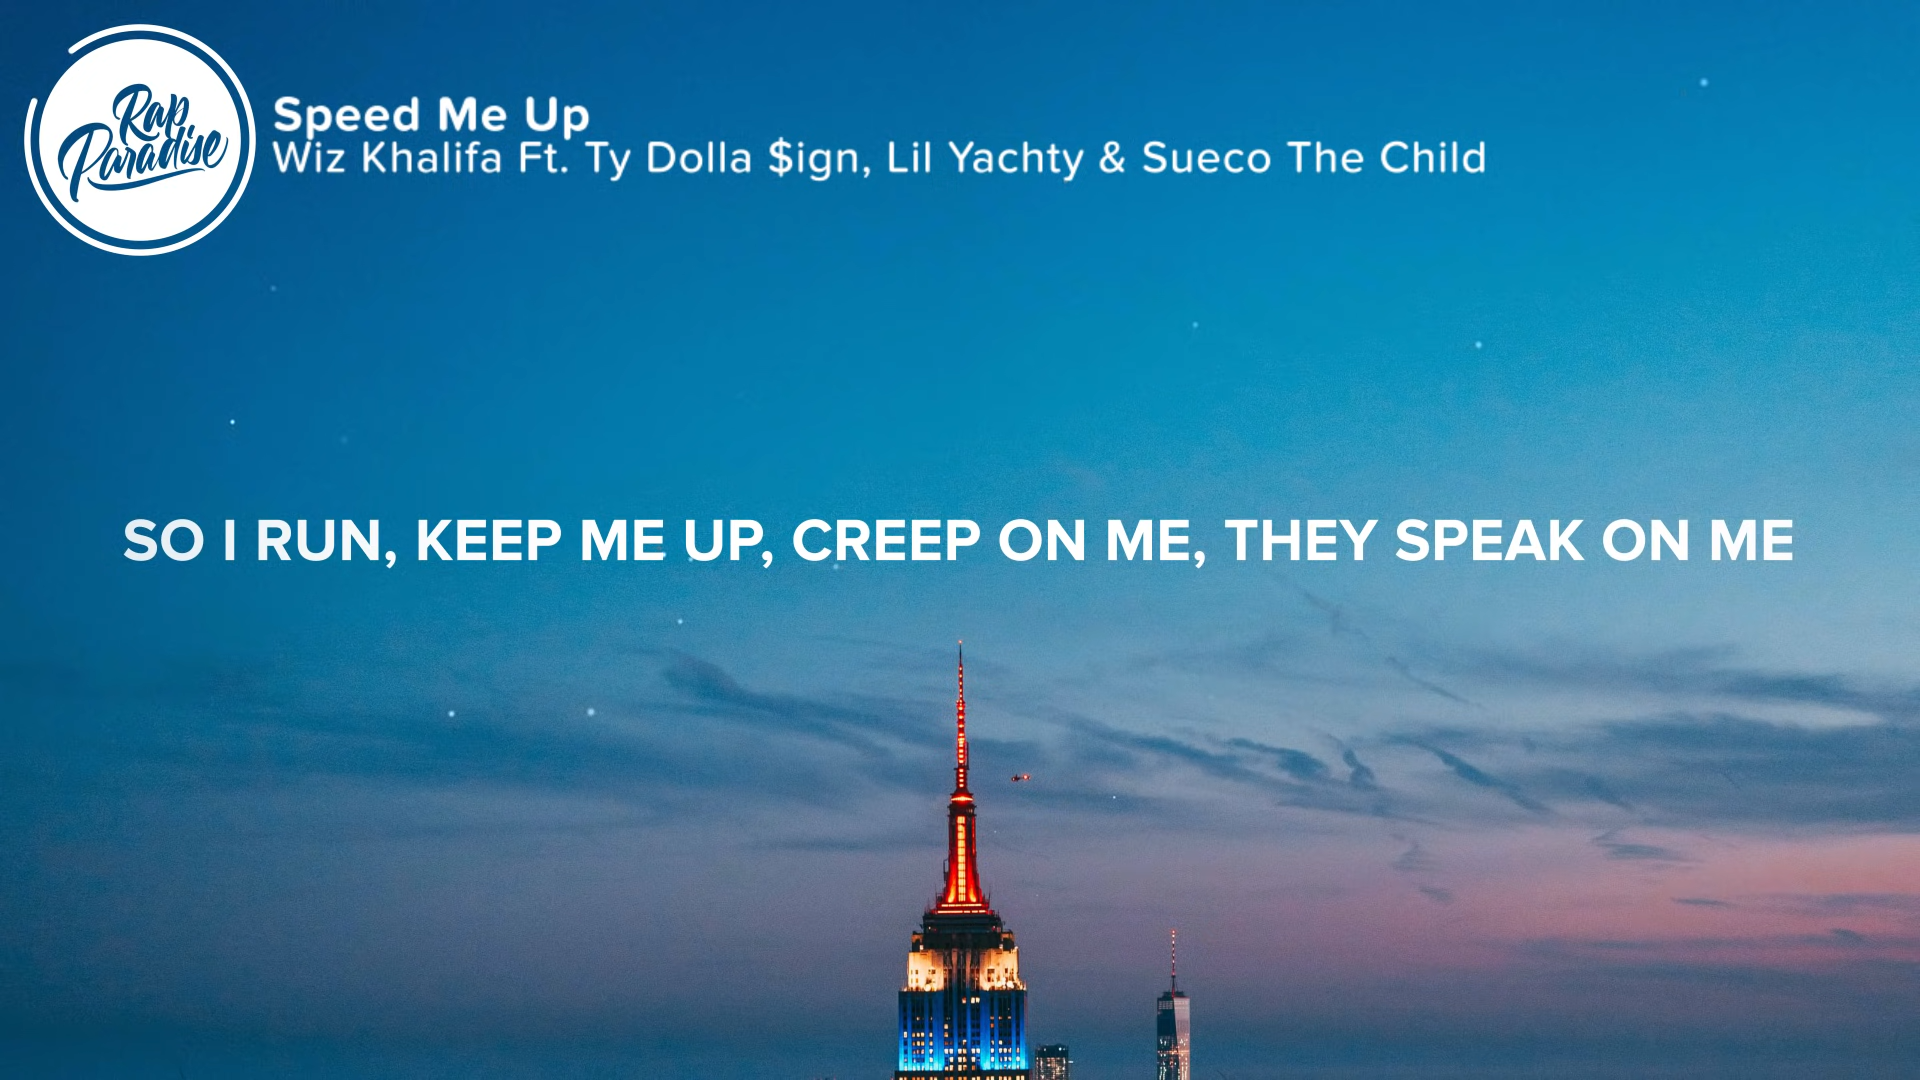 Rap
Paradise
Speed Me Up
Wiz Khalifa Ft. Ty Dolla $ign, Lil Yachty & Sueco The Child
SO I RUN, KEEP ME UP, CREEP ON ME, THEY SPEAK ON ME